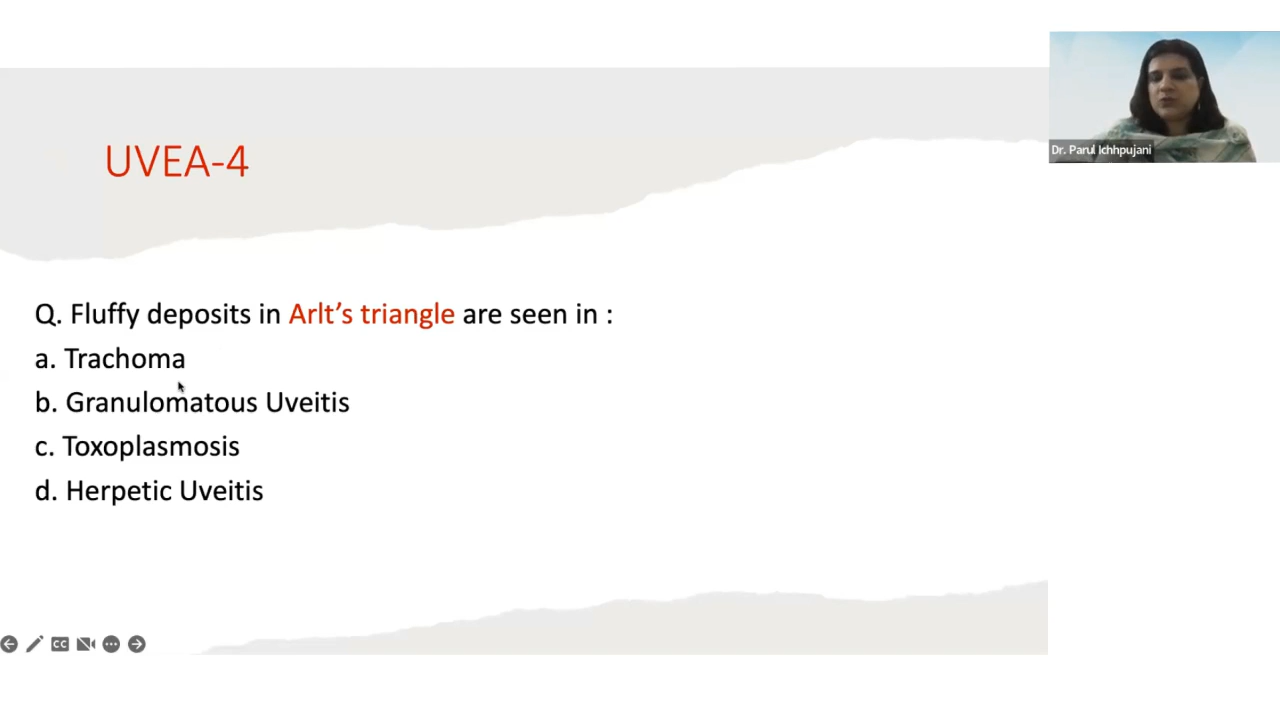 UVEA-4
Dr. Parul Ichhpujani
Q. Fluffy deposits in Arlt's triangle are seen in :
a. Trachoma
b. Granulomatous Uveitis
c. Toxoplasmosis
d. Herpetic Uveitis
CC